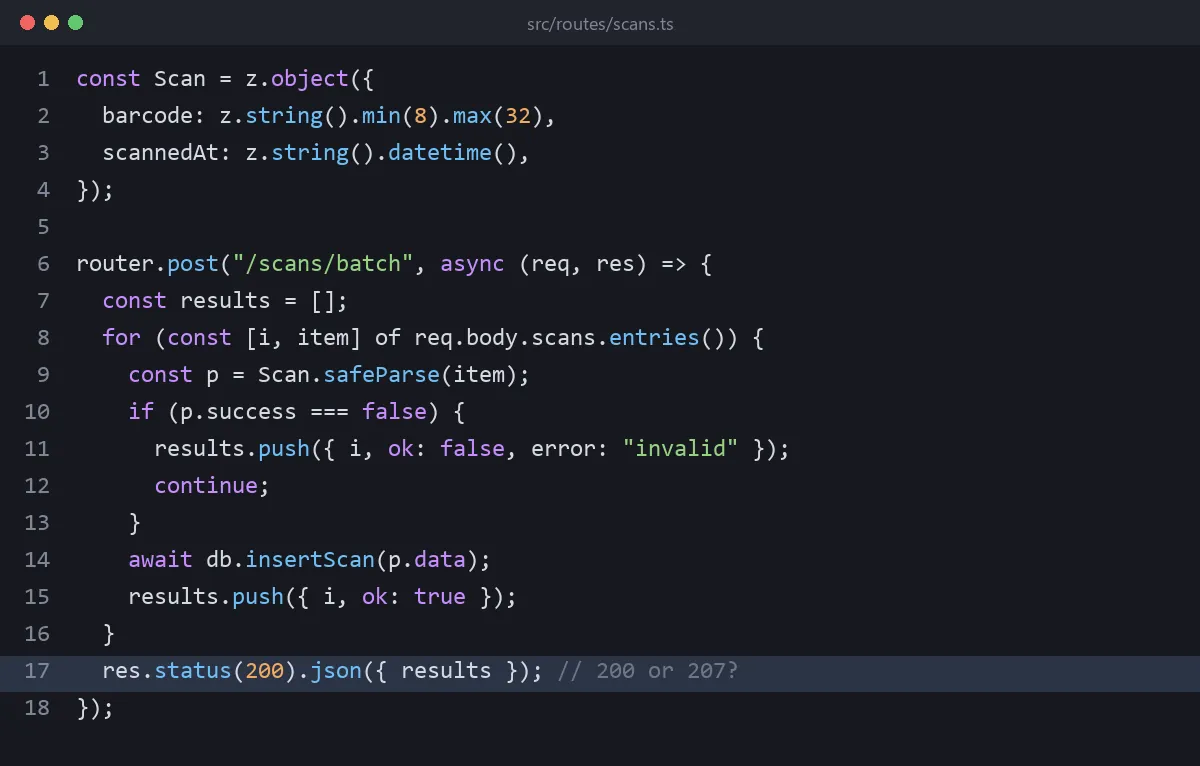 src/routes/scans.ts
1 const Scan = z.object({
2   barcode: z.string().min(8).max(32),
3   scannedAt: z.string().datetime(),
4 });
5
6 router.post("/scans/batch", async (req, res) => {
7   const results = [];
8   for (const [i, item] of req.body.scans.entries()) {
9     const p = Scan.safeParse(item);
10     if (p.success === false) {
11       results.push({ i, ok: false, error: "invalid" });
12       continue;
13     }
14     await db.insertScan(p.data);
15     results.push({ i, ok: true });
16   }
17   res.status(200).json({ results }); // 200 or 207?
18 });